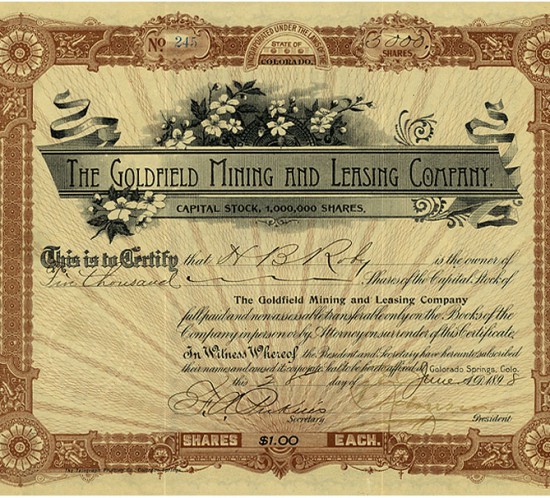 No 245
INCORPORATED UNDER THE LAWS OF THE
STATE OF
COLORADO.
5000.
SHARES
THE GOLDFIELD MINING AND LEASING COMPANY.
CAPITAL STOCK, 1,000,000 SHARES.
This is to Certify that H B Roby is the owner of
Five thousand Shares of the Capital Stock of
The Goldfield Mining and Leasing Company
full paid and non assessable transferable only on the Books of the
Company in person or by Attorney on surrender of this Certificate.
In Witness Whereof the President and Secretary have hereunto subscribed
their names and caused its corporate Seal to be hereto affixed at Colorado Springs, Colo.
this 28 day of June A.D. 1898
F. A. Perkins
Secretary President
SHARES $1.00 EACH.